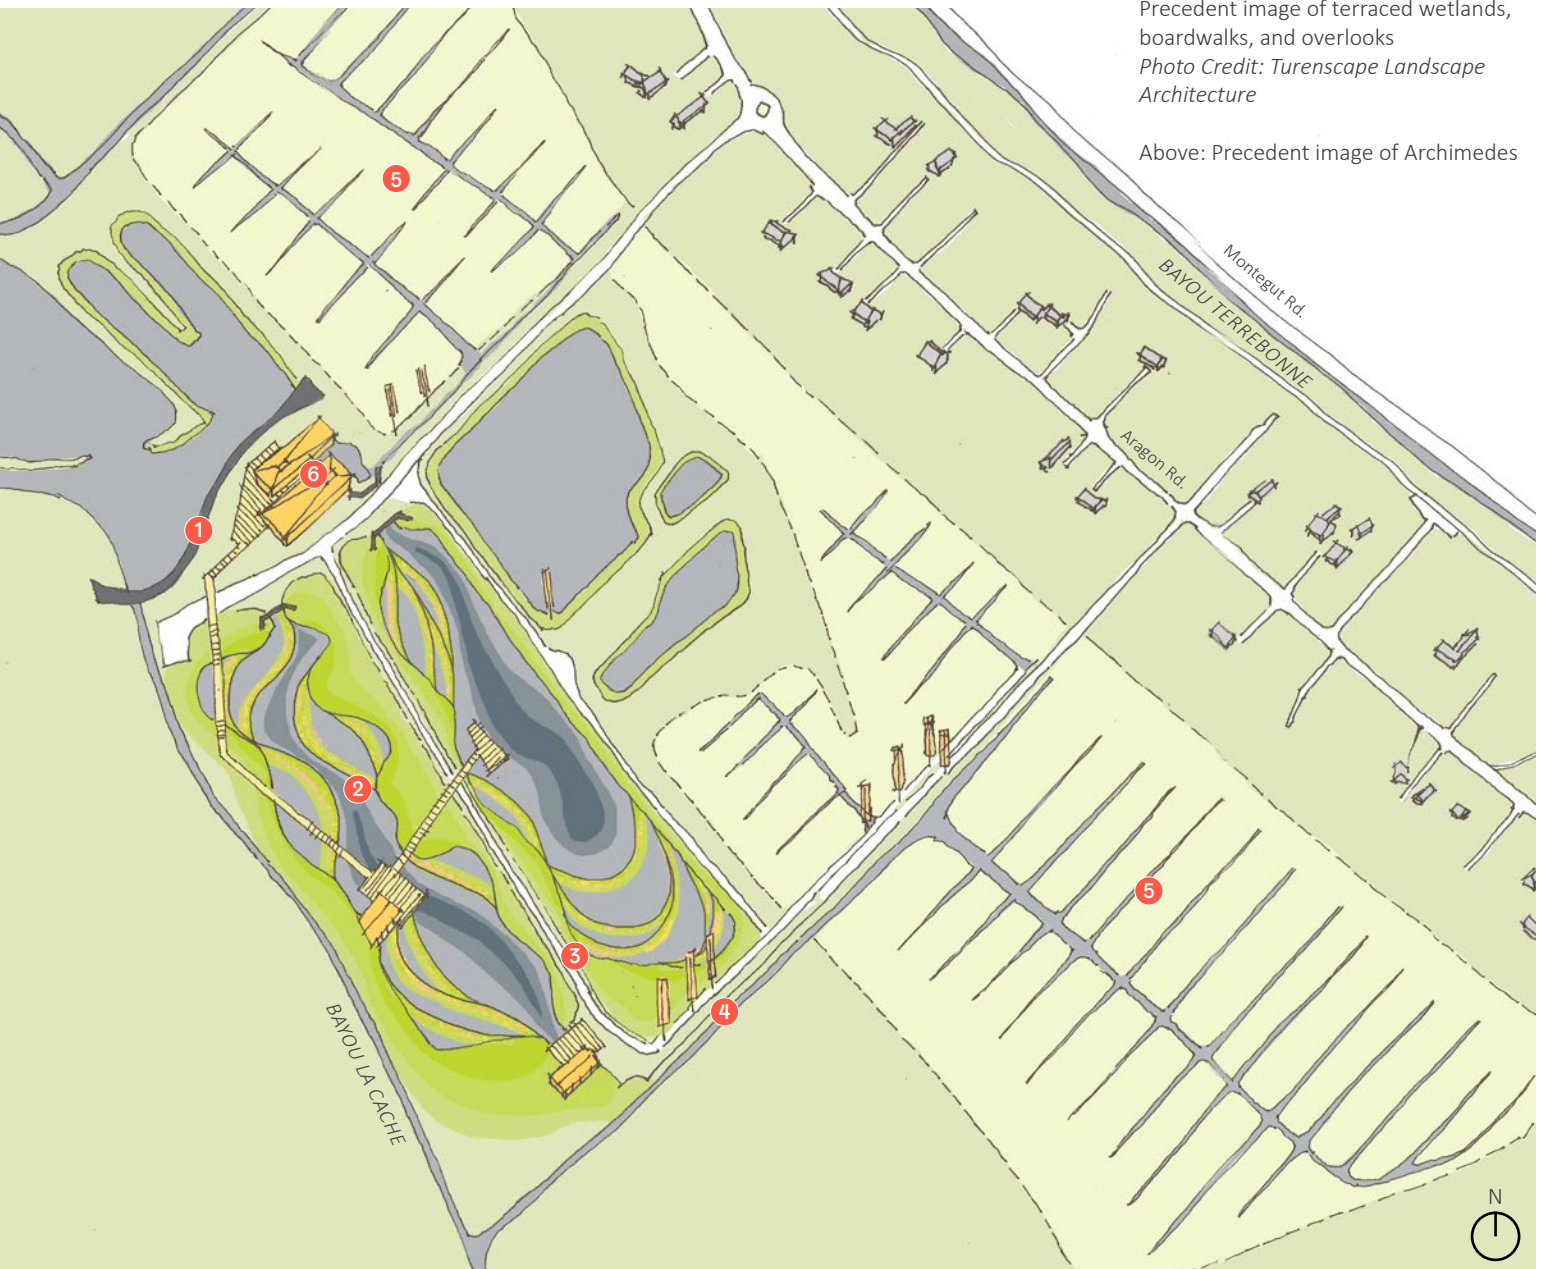 Precedent image of terraced wetlands,
boardwalks, and overlooks
Photo Credit: Turenscape Landscape
Architecture
Above: Precedent image of Archimedes
5
Montegut Rd.
BAYOU TERREBONNE
Aragon Rd.
6
1
2
5
3
4
BAYOU LA CACHE
N